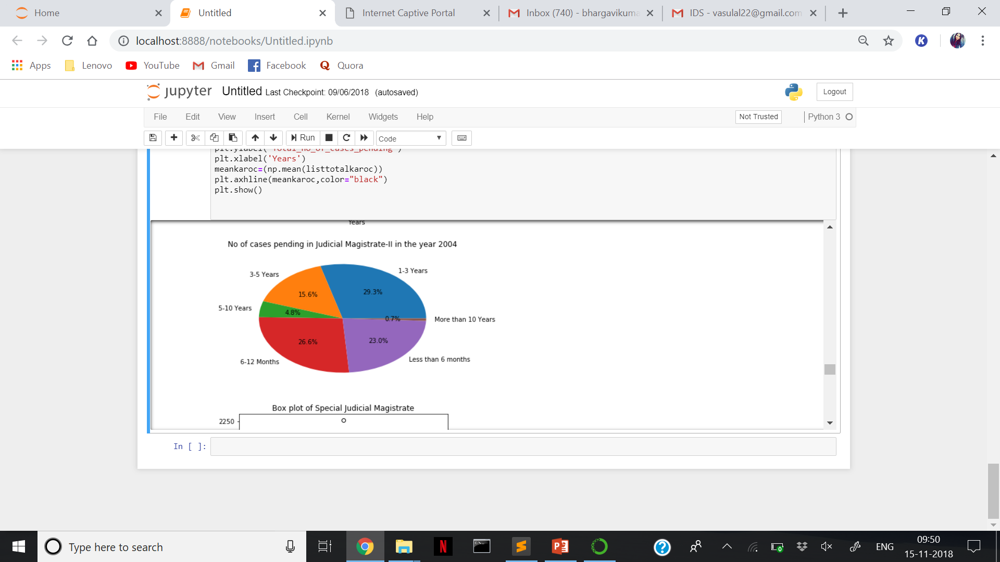 Home
Untitled
Internet Captive Portal
Inbox (740) - bhargavikuma
IDS - vasulal22@gmail.com
localhost:8888/notebooks/Untitled.ipynb
K
Apps
Lenovo
YouTube
Gmail
Facebook
Quora
jupyter Untitled Last Checkpoint: 09/06/2018 (autosaved)
Logout
File Edit View Insert Cell Kernel Widgets Help
Not Trusted
Python 3
Run
Code
plt.ylabel('Total_no_of_cases_pending')
plt.xlabel('Years')
meankaroc=(np.mean(listtotalkaroc))
plt.axhline(meankaroc,color="black")
plt.show()
Years
No of cases pending in Judicial Magistrate-II in the year 2004
1-3 Years
3-5 Years
29.3%
15.6%
5-10 Years
4.8%
0.7%
More than 10 Years
26.6%
23.0%
6-12 Months
Less than 6 months
Box plot of Special Judicial Magistrate
2250
In [ ]:
Type here to search
ENG
09:50
15-11-2018